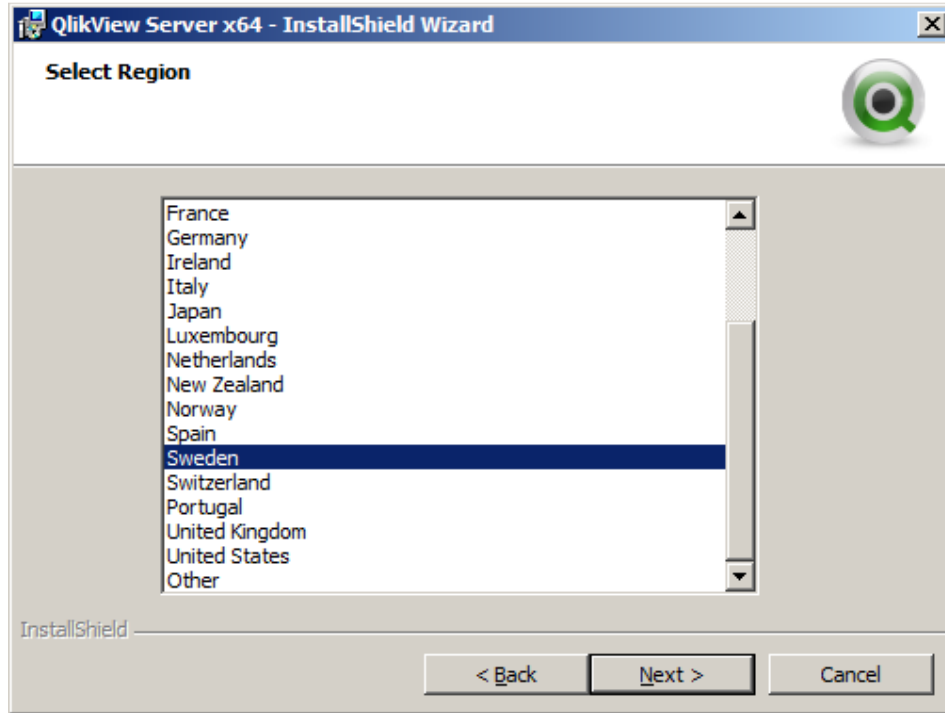 QlikView Server x64 - InstallShield Wizard
Select Region
France
Germany
Ireland
Italy
Japan
Luxembourg
Netherlands
New Zealand
Norway
Spain
Sweden
Switzerland
Portugal
United Kingdom
United States
Other
InstallShield
< Back
Next >
Cancel